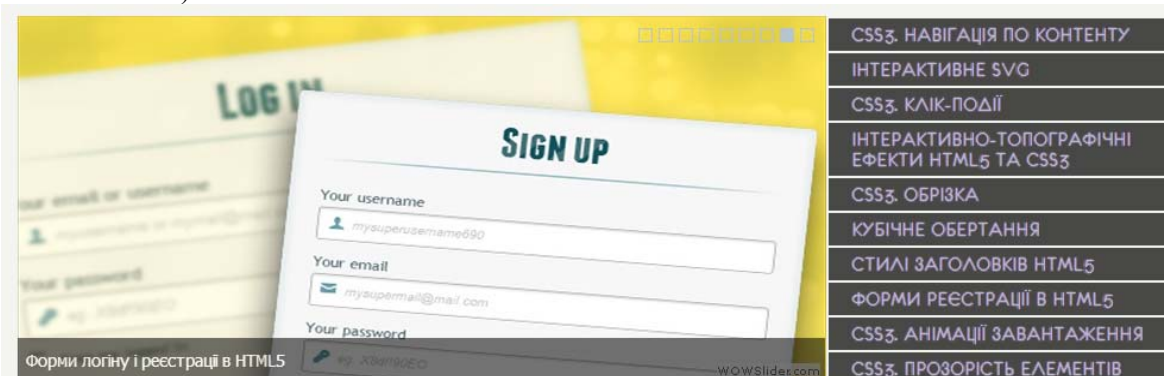 LOG IN
SIGN UP
Your username
mysuperusername690
Your email
mysupermail@mail.com
Your password
your email or username
Your password
Форми логіну і реєстрації в HTML5
WOWSlider.com
CSS3. НАВІГАЦІЯ ПО КОНТЕНТУ
ІНТЕРАКТИВНЕ SVG
CSS3. КЛІК-ПОДІЇ
ІНТЕРАКТИВНО-ТОПОГРАФІЧНІ
ЕФЕКТИ HTML5 ТА CSS3
CSS3. ОБРІЗКА
КУБІЧНЕ ОБЕРТАННЯ
СТИЛІ ЗАГОЛОВКІВ HTML5
ФОРМИ РЕЄСТРАЦІЇ В HTML5
CSS3. АНІМАЦІЇ ЗАВАНТАЖЕННЯ
CSS3. ПРОЗОРІСТЬ ЕЛЕМЕНТІВ